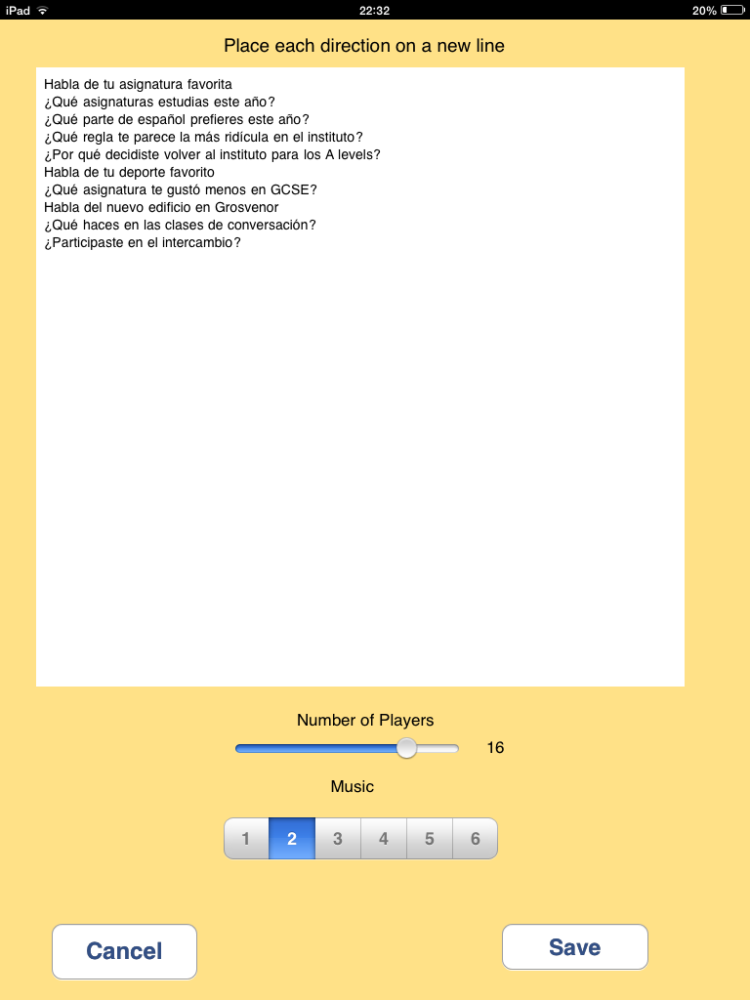 iPad 22:32 20%
Place each direction on a new line
Habla de tu asignatura favorita
¿Qué asignaturas estudias este año?
¿Qué parte de español prefieres este año?
¿Qué regla te parece la más ridícula en el instituto?
¿Por qué decidiste volver al instituto para los A levels?
Habla de tu deporte favorito
¿Qué asignatura te gustó menos en GCSE?
Habla del nuevo edificio en Grosvenor
¿Qué haces en las clases de conversación?
¿Participaste en el intercambio?
Number of Players
16
Music
1 2 3 4 5 6
Cancel Save